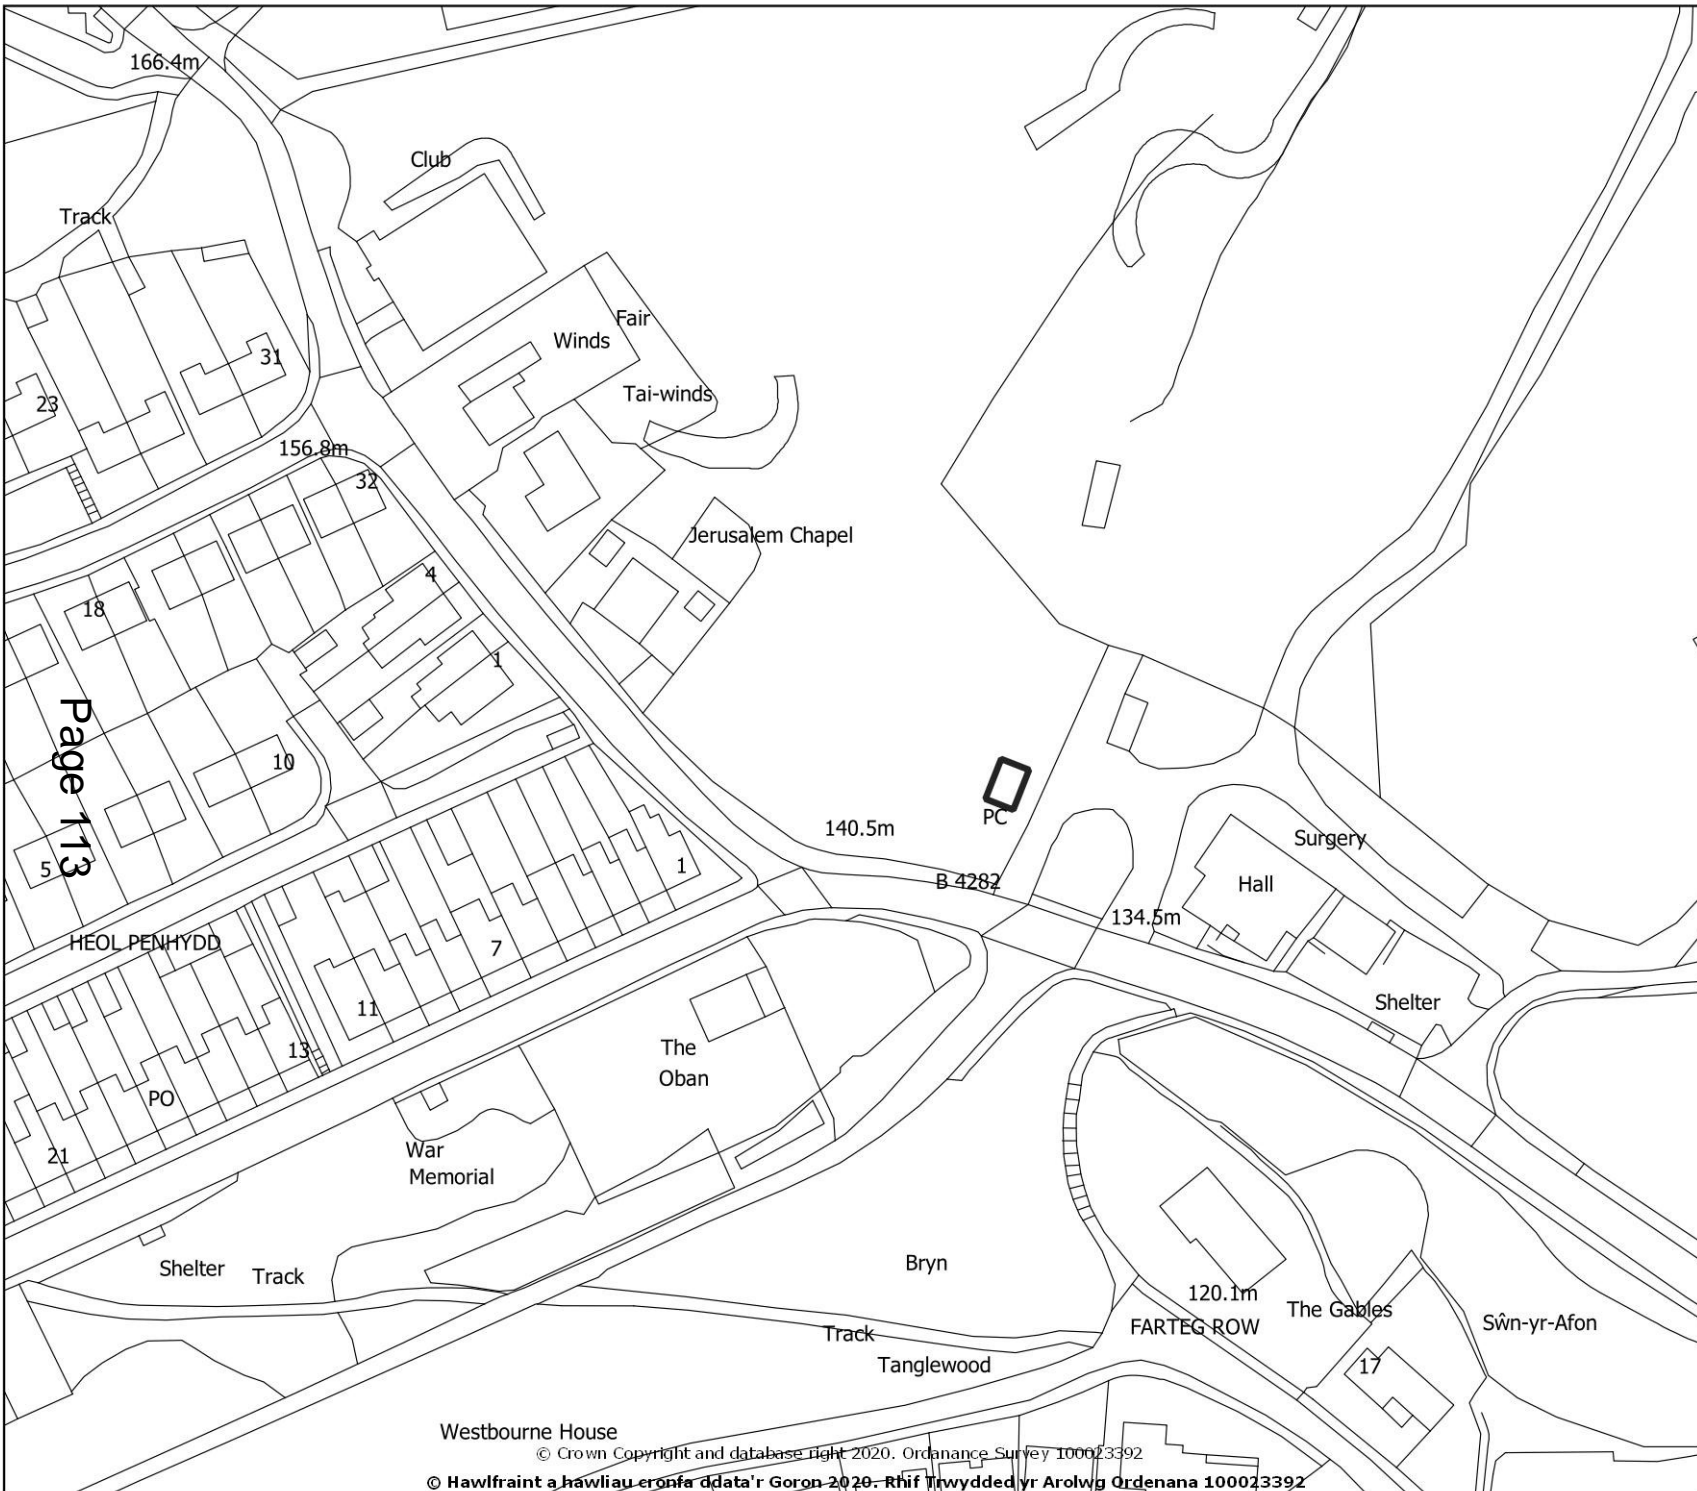 166.4m
Club
Track
Fair
Winds
31
Tai-winds
23
156.8m
32
Jerusalem Chapel
4
18
1
Page 113
10
PC
140.5m
Surgery
5
1
B 4282
Hall
134.5m
HEOL PENHYDD
7
11
Shelter
13
The
Oban
PO
War
Memorial
21
Shelter
Track
Bryn
120.1m
The Gables
Sŵn-yr-Afon
FARTEG ROW
Track
Tanglewood
17
Westbourne House
© Crown Copyright and database right 2020. Ordanance Survey 100023392
© Hawlfraint a hawliau cronfa ddata'r Goron 2020. Rhif Trwydded yr Arolwg Ordenana 100023392